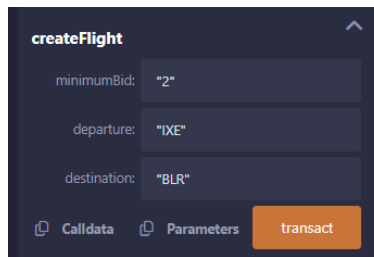 createFlight
minimumBid: "2"
departure: "IXE"
destination: "BLR"
Calldata Parameters transact